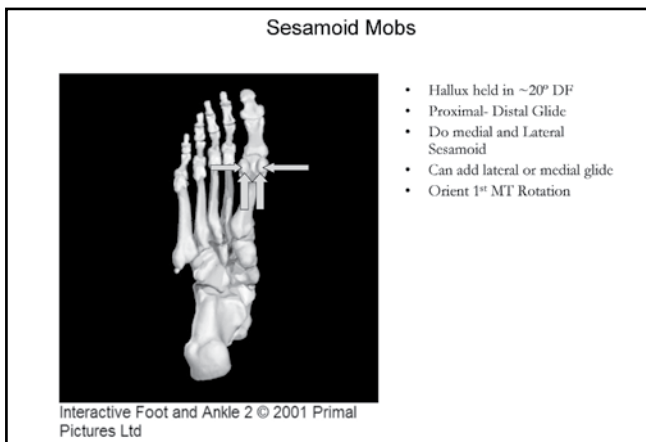 Sesamoid Mobs
• Hallux held in ~20° DF
• Proximal- Distal Glide
• Do medial and Lateral
Sesamoid
• Can add lateral or medial glide
• Orient 1st MT Rotation
Interactive Foot and Ankle 2 © 2001 Primal
Pictures Ltd